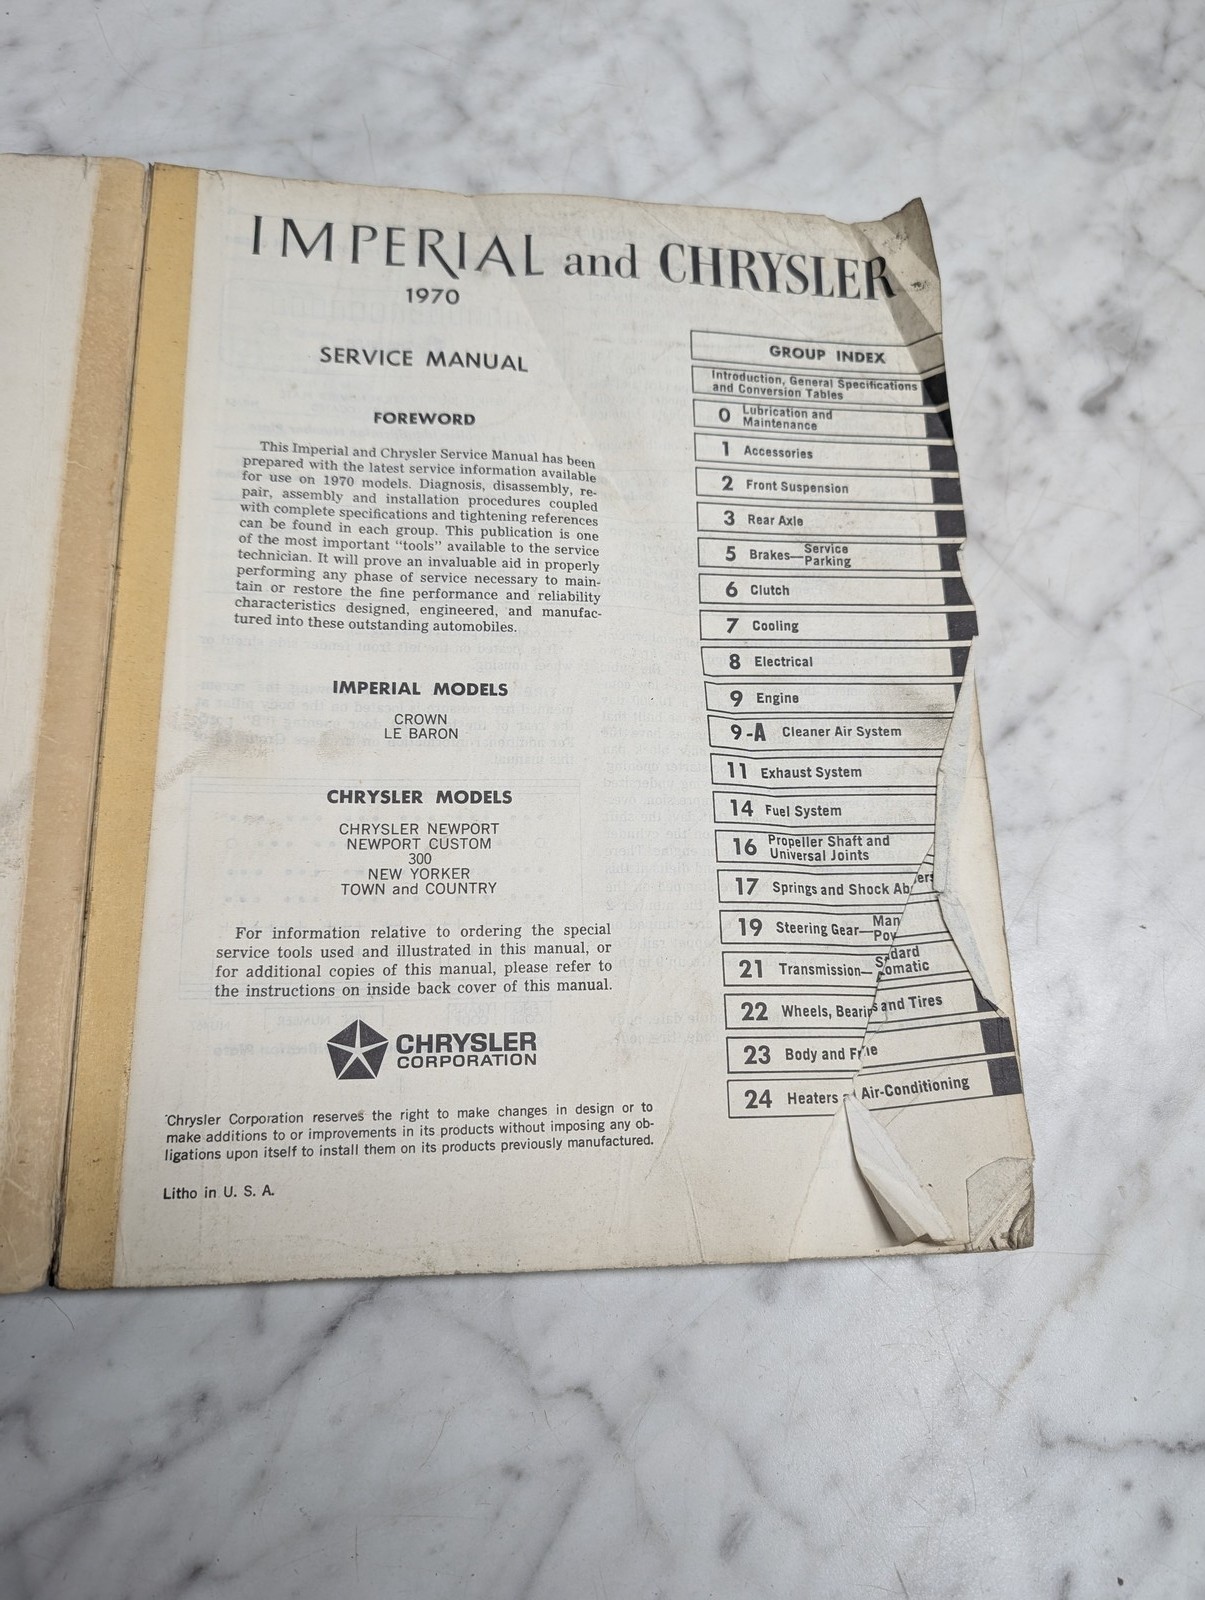 IMPERIAL and CHRYSLER
1970
SERVICE MANUAL
FOREWORD
This Imperial and Chrysler Service Manual has been
prepared with the latest service information available
for use on 1970 models. Diagnosis, disassembly, re-
pair, assembly and installation procedures coupled
with complete specifications and tightening references
can be found in each group. This publication is one
of the most important “tools” available to the service
technician. It will prove an invaluable aid in properly
performing any phase of service necessary to main-
tain or restore the fine performance and reliability
characteristics designed, engineered, and manufac-
tured into these outstanding automobiles.
IMPERIAL MODELS
CROWN
LE BARON
CHRYSLER MODELS
CHRYSLER NEWPORT
NEWPORT CUSTOM
300
NEW YORKER
TOWN and COUNTRY
For information relative to ordering the special
service tools used and illustrated in this manual, or
for additional copies of this manual, please refer to
the instructions on inside back cover of this manual.
CHRYSLER
CORPORATION
Chrysler Corporation reserves the right to make changes in design or to
make additions to or improvements in its products without imposing any ob-
ligations upon itself to install them on its products previously manufactured.
Litho in U. S. A.
GROUP INDEX
Introduction, General Specifications
and Conversion Tables
0 Lubrication and
Maintenance
1 Accessories
2 Front Suspension
3 Rear Axle
5 Brakes—Service
Parking
6 Clutch
7 Cooling
8 Electrical
9 Engine
9-A Cleaner Air System
11 Exhaust System
14 Fuel System
16 Propeller Shaft and
Universal Joints
17 Springs and Shock
19 Steering Gear—
21 Transmission—
22 Wheels, and Tires
23 Body and
24 Heaters Air-Conditioning